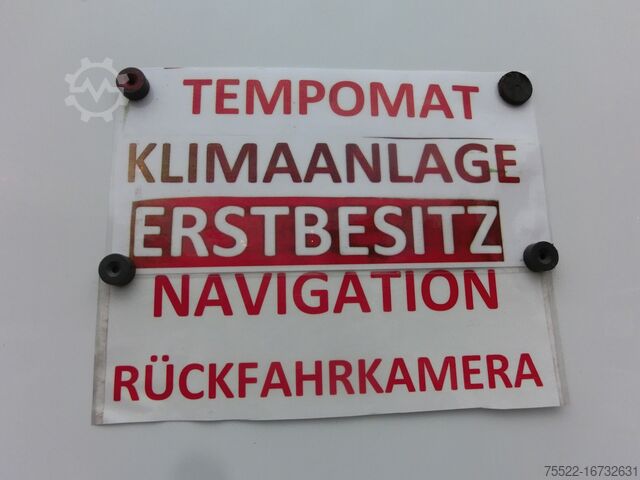 TEMPOMAT
KLIMAANLAGE
ERSTBESITZ
NAVIGATION
RÜCKFAHRKAMERA
75522-16732631